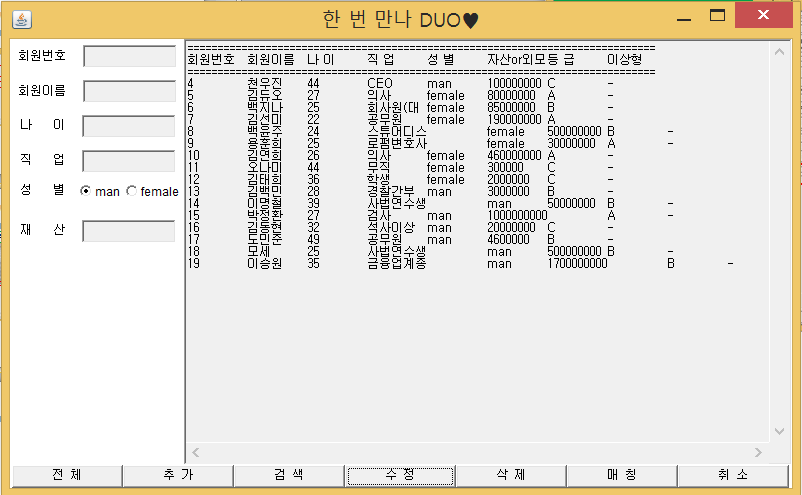 한 번 만나 DUO♥
회원번호
회원이름
나 이
직 업
성 별 man female
재 산
회원번호 회원이름 나 이 직 업 성 별 자산or외모등 급 이상형
4 천우진 44 CEO man 100000000 C -
5 김듀오 27 의사 female 80000000 A -
6 백지나 25 회사원(대 female 85000000 B -
7 김선미 22 공무원 female 190000000 A -
8 백윤주 24 스튜어디스 female 500000000 B -
9 용훈희 25 로펌변호사 female 30000000 A -
10 김연희 26 의사 female 460000000 A -
11 오나미 44 무직 female 300000 C -
12 김태희 36 학생 female 2000000 C -
13 김백민 28 경찰간부 man 3000000 B -
14 이명철 39 사법연수생 man 50000000 B -
15 박정환 27 검사 man 1000000000 A -
16 김동현 32 석사이상 man 20000000 C -
17 도민준 49 공무원 man 4600000 B -
18 모세 25 사법연수생 man 500000000 B -
19 이승원 35 금융업계종 man 1700000000 B -
전 체 추 가 검 색 수 정 삭 제 매 칭 취 소